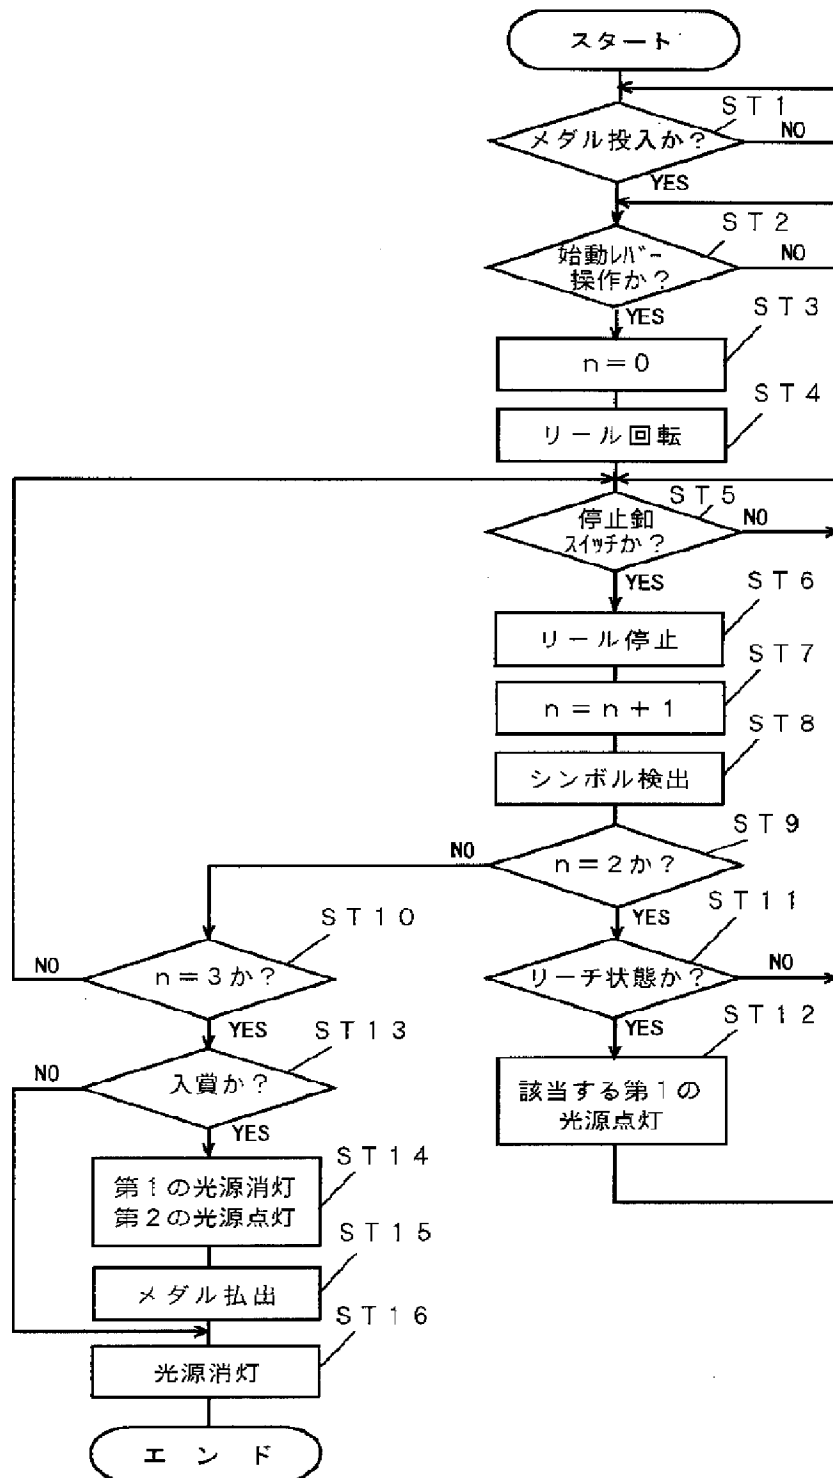 スタート
ST1
メダル投入か？
NO
YES
ST2
始動レバー
操作か？
NO
YES
ST3
n＝0
ST4
リール回転
ST5
停止釦
スイッチか？
NO
YES
ST6
リール停止
ST7
n＝n＋1
ST8
シンボル検出
ST9
n＝2か？
NO
YES
ST10
n＝3か？
NO
YES
ST11
リーチ状態か？
NO
YES
ST12
該当する第1の
光源点灯
ST13
入賞か？
NO
YES
ST14
第1の光源消灯
第2の光源点灯
ST15
メダル払出
ST16
光源消灯
エンド